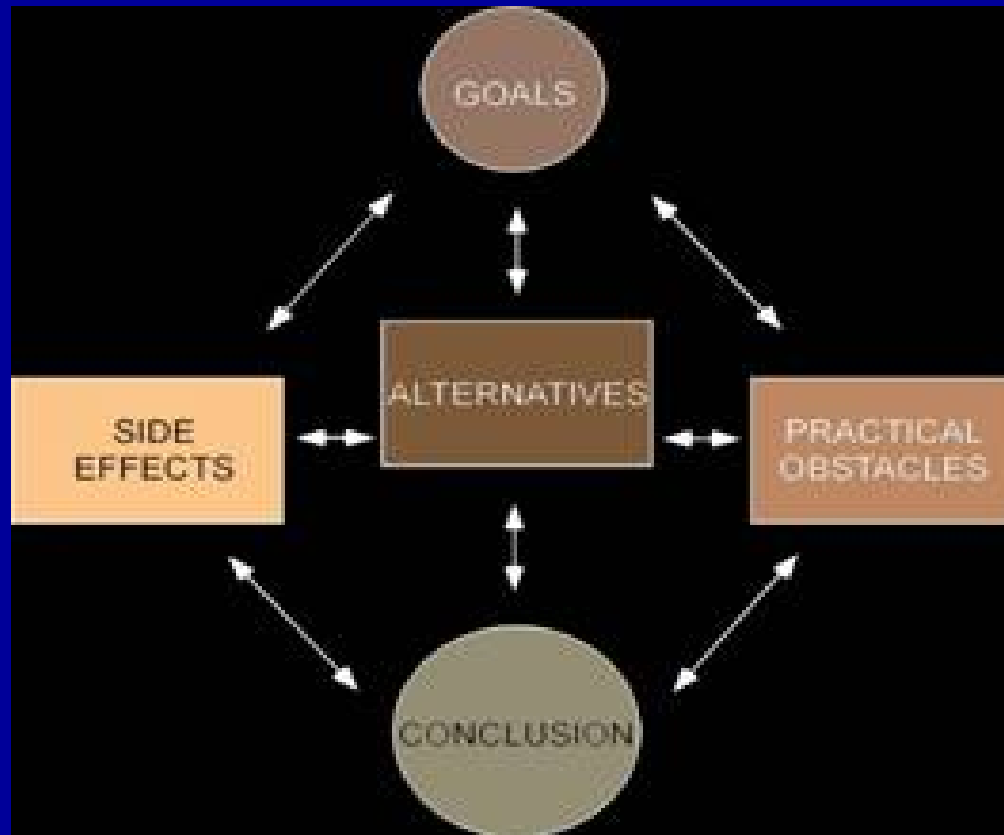 GOALS
ALTERNATIVES
SIDE
EFFECTS
PRACTICAL
OBSTACLES
CONCLUSION